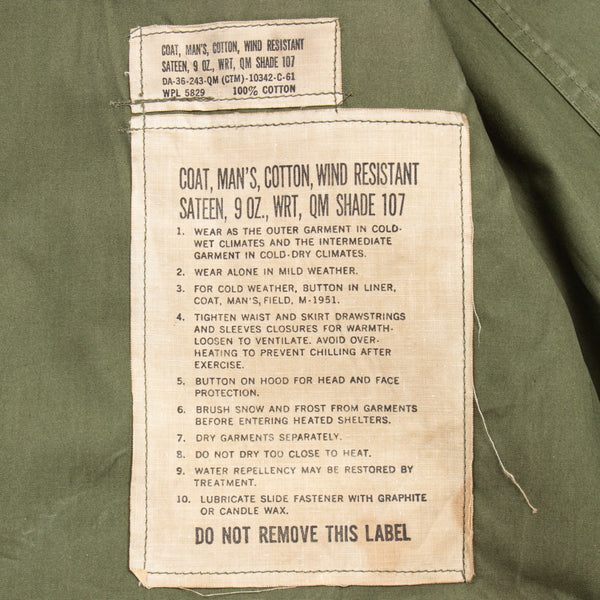 COAT, MAN'S, COTTON, WIND RESISTANT
SATEEN, 9 OZ., WRT, QM SHADE 107
DA-36-243-QM (CTM)-10342-C-61
WPL 5829 100% COTTON
COAT, MAN'S, COTTON, WIND RESISTANT
SATEEN, 9 OZ., WRT, QM SHADE 107
1. WEAR AS THE OUTER GARMENT IN COLD-
WET CLIMATES AND THE INTERMEDIATE
GARMENT IN COLD-DRY CLIMATES.
2. WEAR ALONE IN MILD WEATHER.
3. FOR COLD WEATHER, BUTTON IN LINER,
COAT, MAN'S, FIELD, M-1951.
4. TIGHTEN WAIST AND SKIRT DRAWSTRINGS
AND SLEEVES CLOSURES FOR WARMTH-
LOOSEN TO VENTILATE. AVOID OVER-
HEATING TO PREVENT CHILLING AFTER
EXERCISE.
5. BUTTON ON HOOD FOR HEAD AND FACE
PROTECTION.
6. BRUSH SNOW AND FROST FROM GARMENTS
BEFORE ENTERING HEATED SHELTERS.
7. DRY GARMENTS SEPARATELY.
8. DO NOT DRY TOO CLOSE TO HEAT.
9. WATER REPELLENCY MAY BE RESTORED BY
TREATMENT.
10. LUBRICATE SLIDE FASTENER WITH GRAPHITE
OR CANDLE WAX.
DO NOT REMOVE THIS LABEL